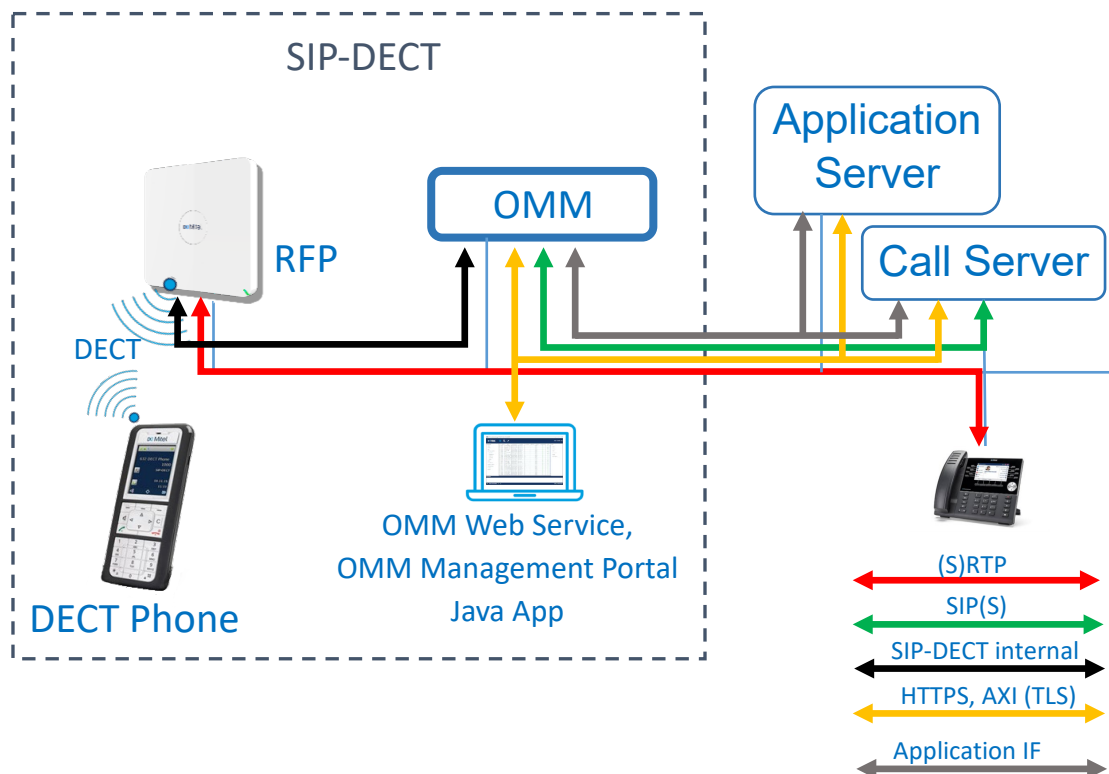 SIP-DECT
Application
Server
OMM
RFP
Call Server
DECT
Mitel
OMM Web Service,
OMM Management Portal
Java App
DECT Phone
(S)RTP
SIP(S)
SIP-DECT internal
HTTPS, AXI (TLS)
Application IF